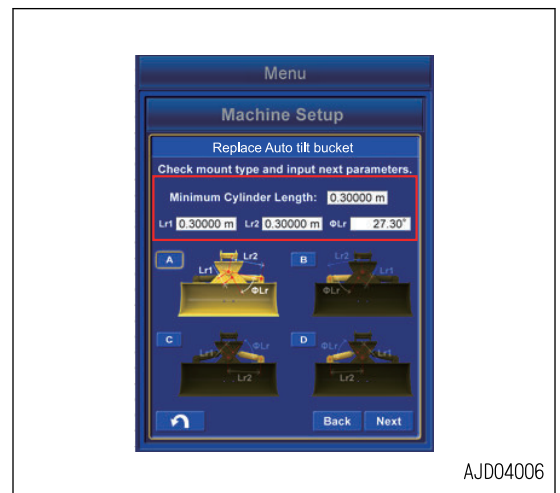 Menu
Machine Setup
Replace Auto tilt bucket
Check mount type and input next parameters.
Minimum Cylinder Length: 0.30000 m
Lr1 0.30000 m Lr2 0.30000 m ΦLr 27.30°
A Lr1 Lr2 ΦLr
B Lr2 Lr1 ΦLr
C Lr1 ΦLr Lr2
D ΦLr Lr1 Lr2
Back Next
AJD04006